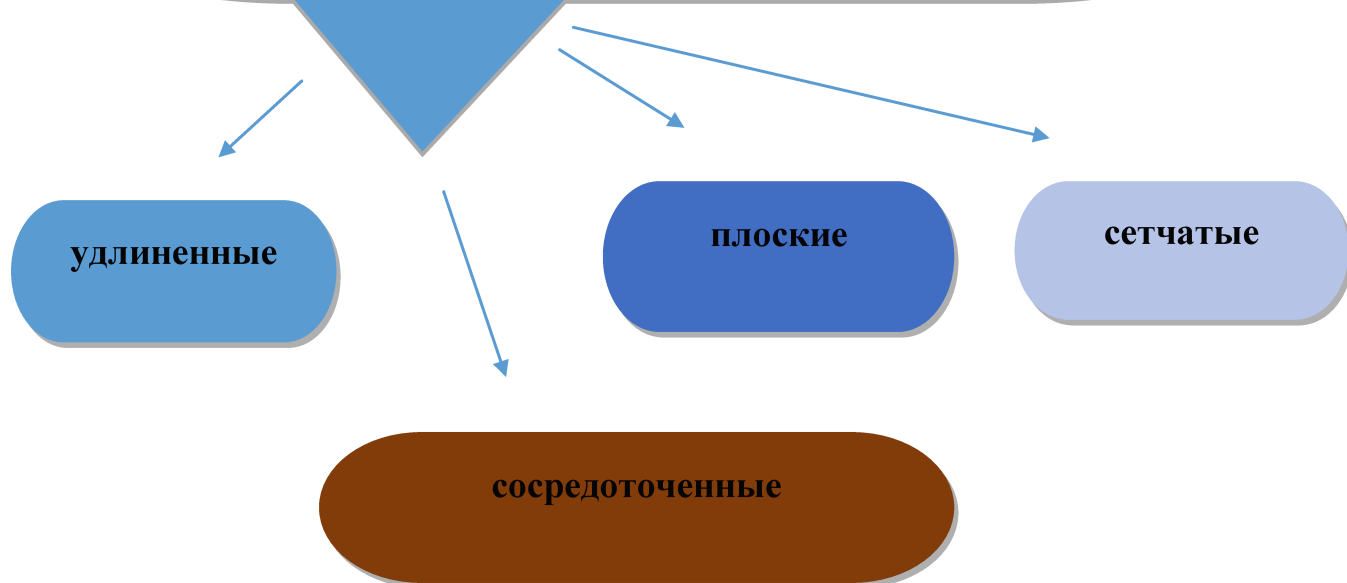 удлиненные
плоские
сетчатые
сосредоточенные